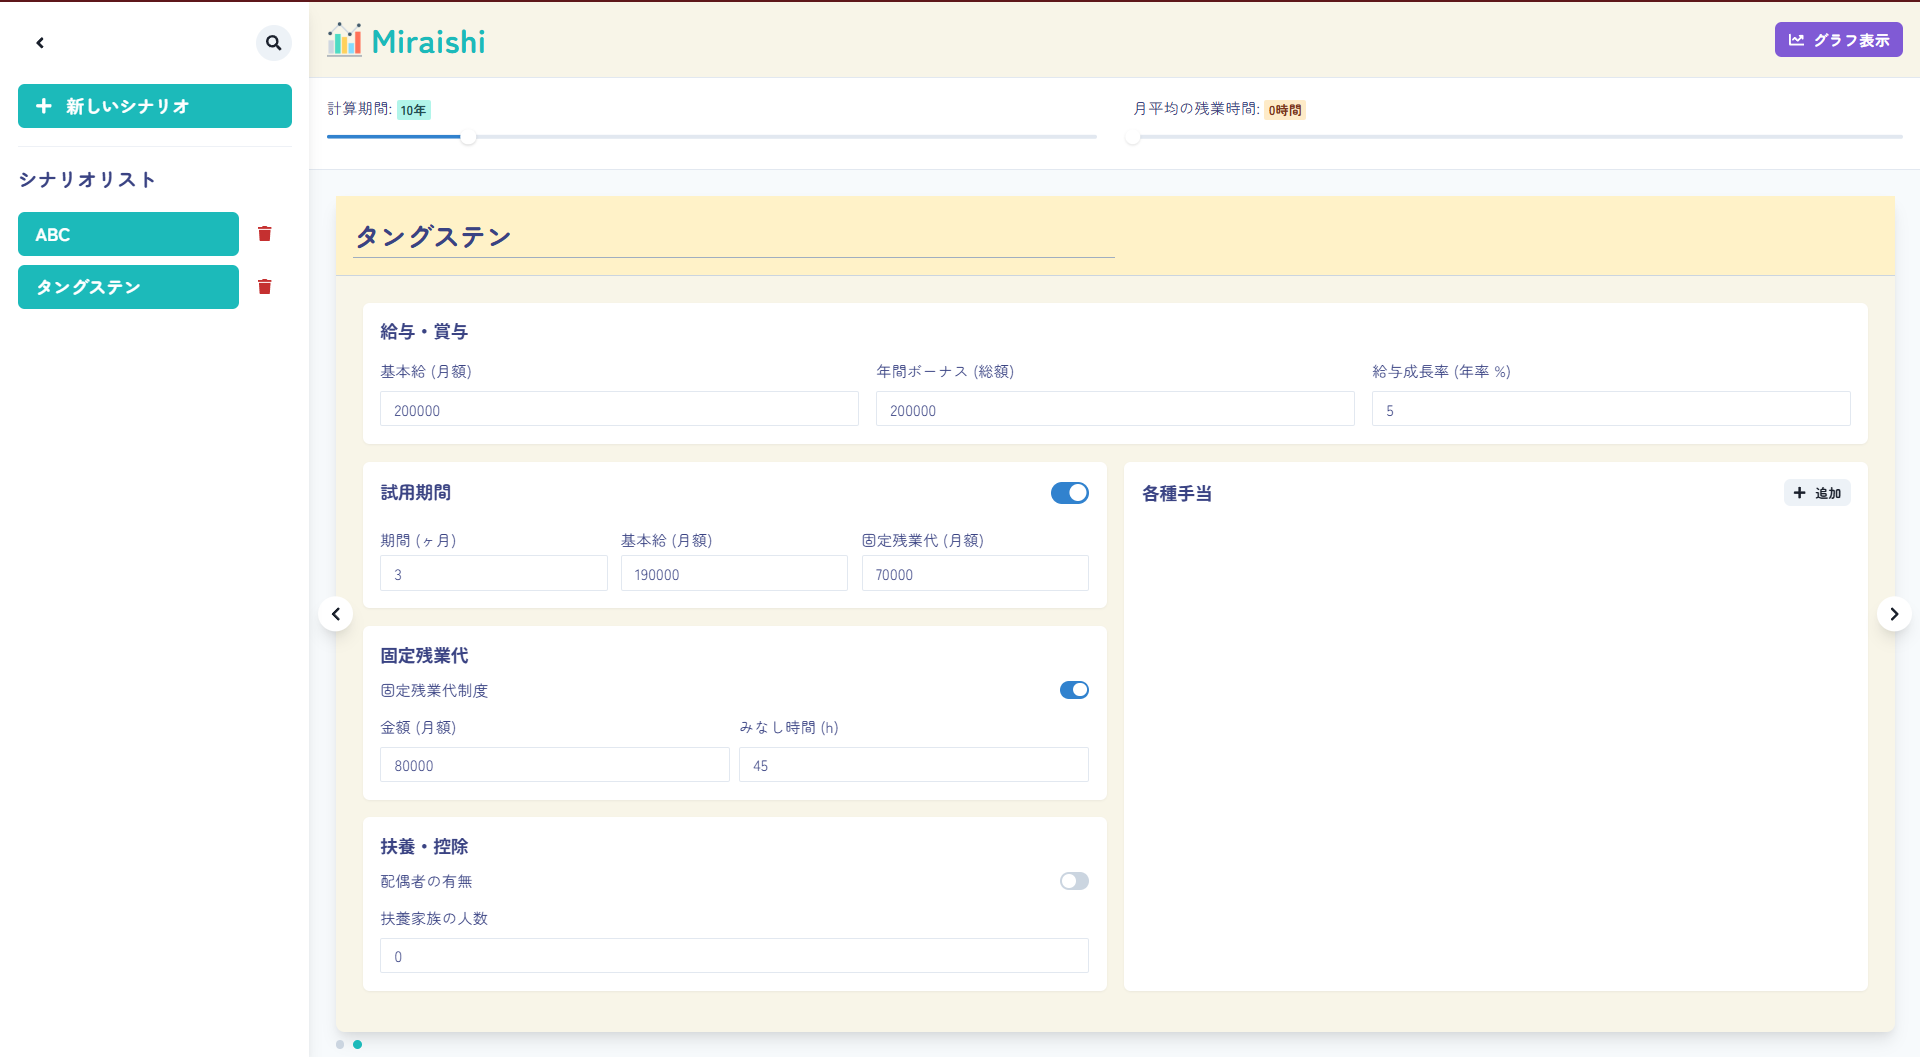 Miraishi
グラフ表示
新しいシナリオ
シナリオリスト
ABC
タングステン
計算期間: 10年
月平均の残業時間: 0時間
タングステン
給与・賞与
基本給 (月額)
年間ボーナス (総額)
給与成長率 (年率 %)
200000
200000
5
試用期間
期間 (ヶ月)
基本給 (月額)
固定残業代 (月額)
3
190000
70000
各種手当
追加
固定残業代
固定残業代制度
金額 (月額)
みなし時間 (h)
80000
45
扶養・控除
配偶者の有無
扶養家族の人数
0